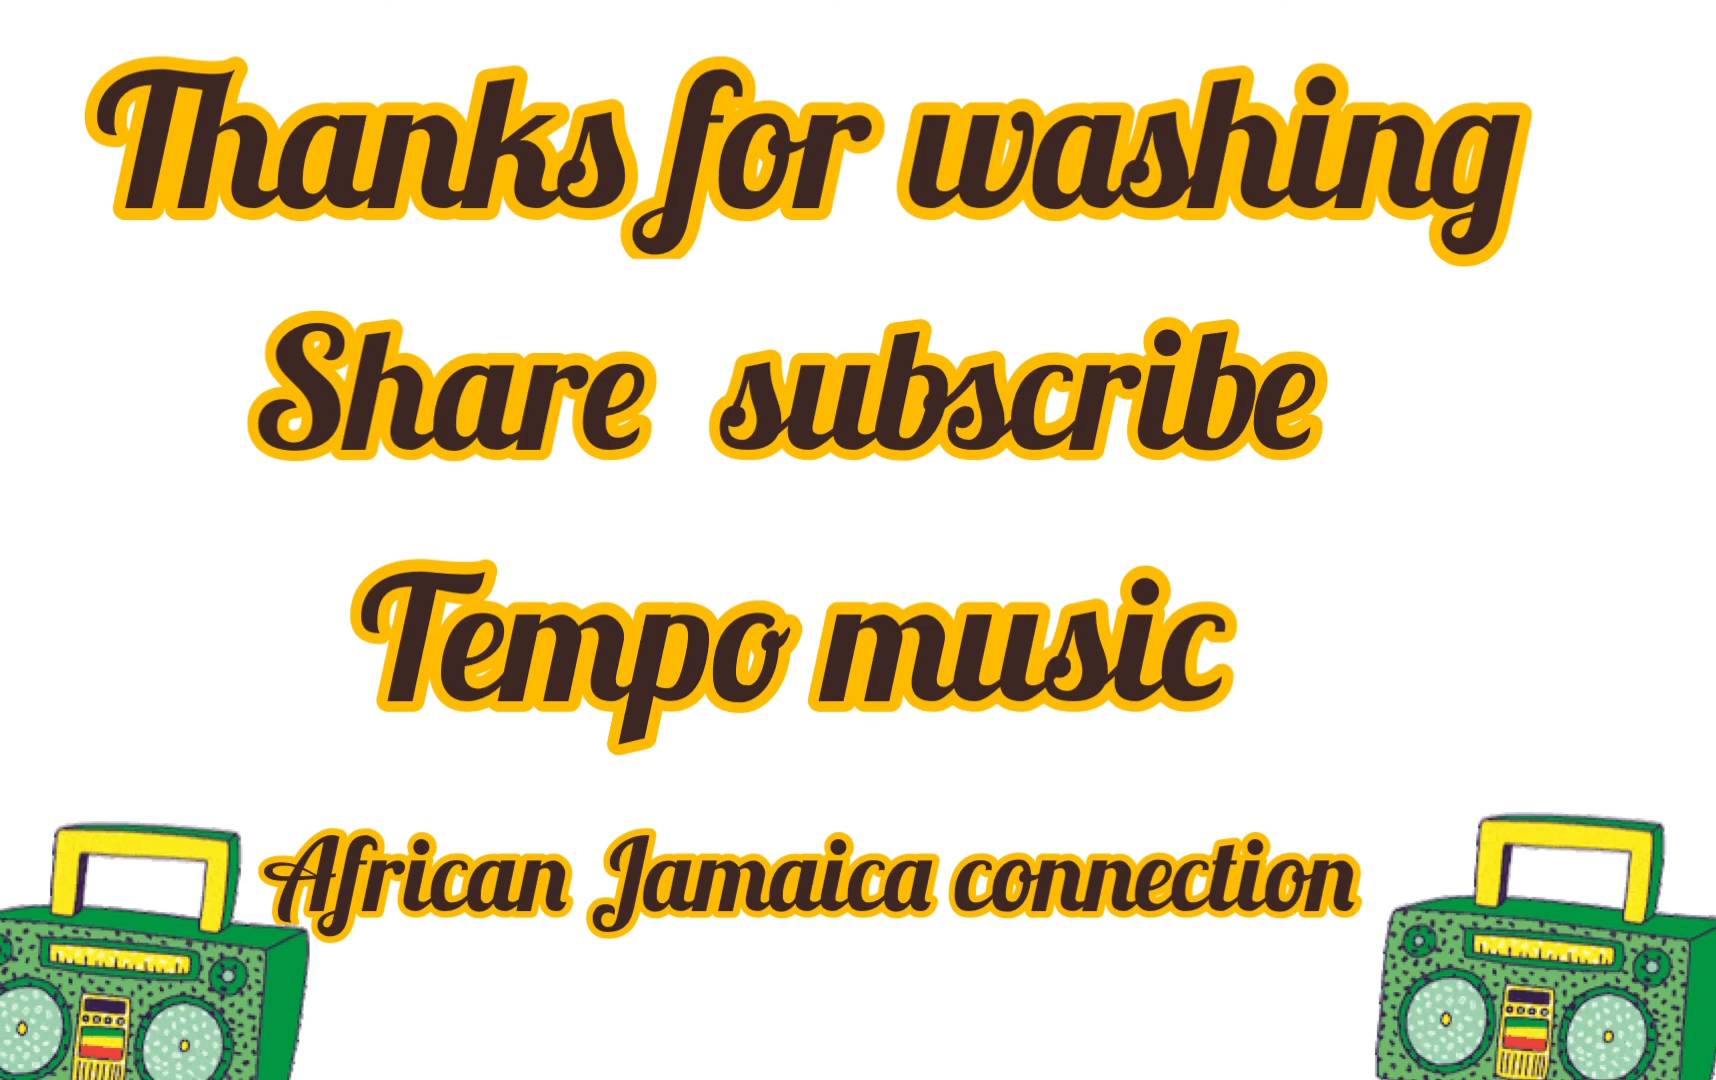 Thanks for washing
Share subscribe
Tempo music
African Jamaica connection